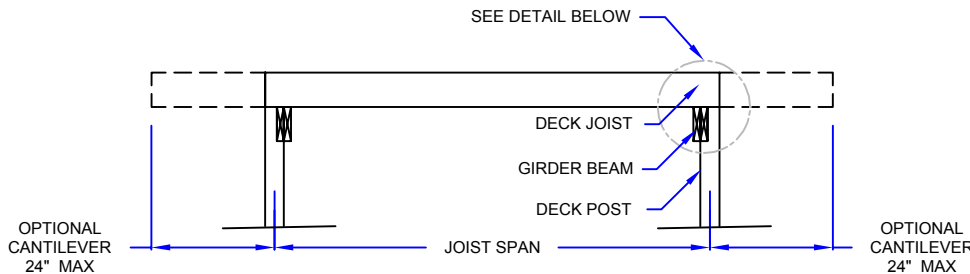 SEE DETAIL BELOW
DECK JOIST
GIRDER BEAM
DECK POST
OPTIONAL
CANTILEVER
24" MAX
JOIST SPAN
OPTIONAL
CANTILEVER
24" MAX